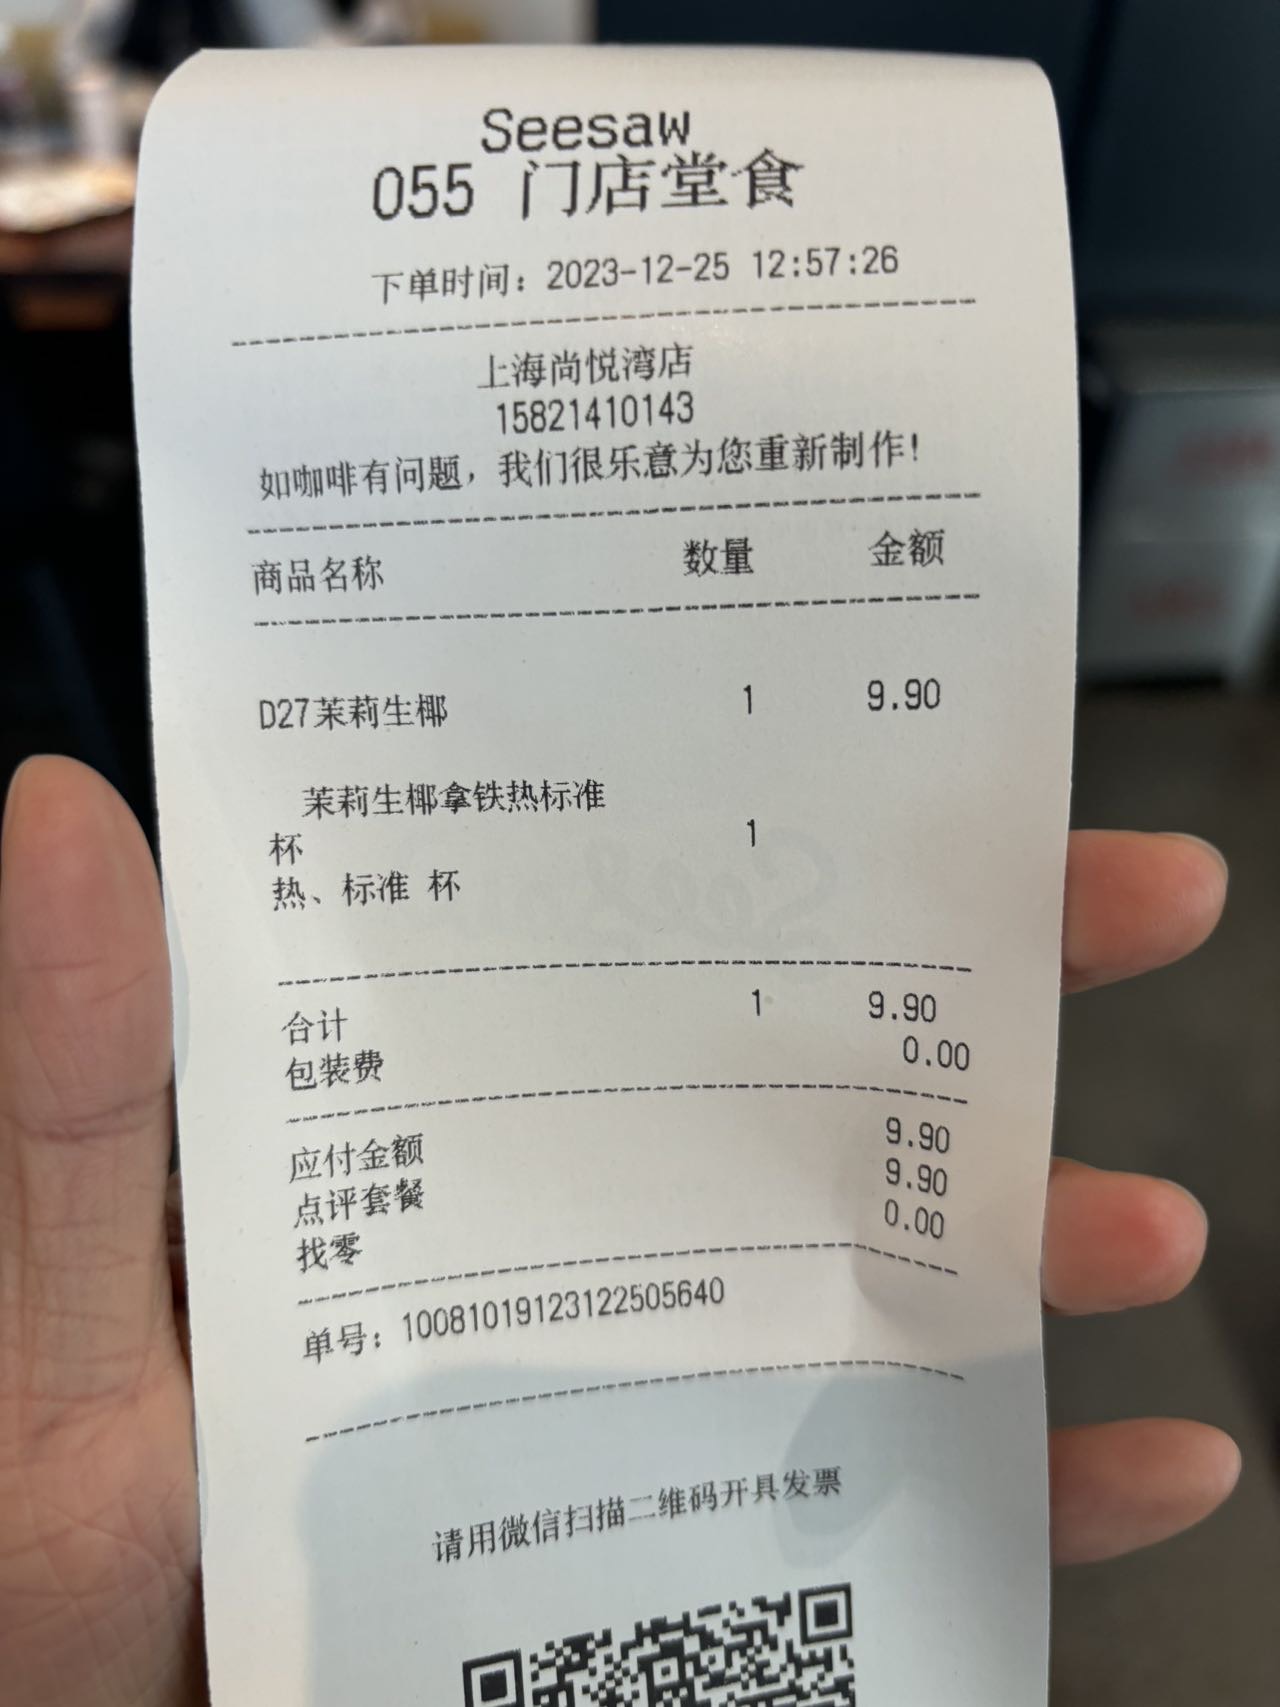 Seesaw
055 门店堂食
下单时间：2023-12-25 12:57:26
上海尚悦湾店
15821410143
如咖啡有问题，我们很乐意为您重新制作！
商品名称 数量 金额
D27茉莉生椰 1 9.90
茉莉生椰拿铁热标准
杯 1
热、标准 杯
合计 1 9.90
包装费 0.00
应付金额 9.90
点评套餐 9.90
找零 0.00
单号：10081019123122505640
请用微信扫描二维码开具发票